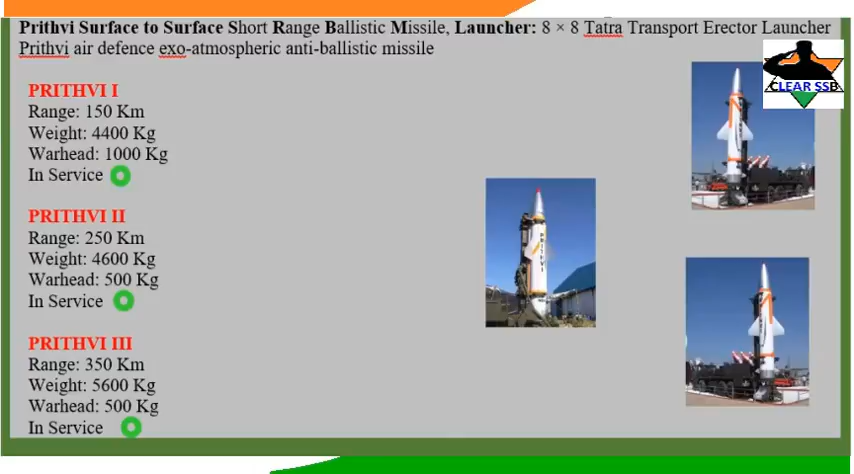 Prithvi Surface to Surface Short Range Ballistic Missile, Launcher: 8 × 8 Tatra Transport Erector Launcher
Prithvi air defence exo-atmospheric anti-ballistic missile
CLEAR SSB
PRITHVI I
Range: 150 Km
Weight: 4400 Kg
Warhead: 1000 Kg
In Service
PRITHVI II
Range: 250 Km
Weight: 4600 Kg
Warhead: 500 Kg
In Service
PRITHVI III
Range: 350 Km
Weight: 5600 Kg
Warhead: 500 Kg
In Service
PRITHVI